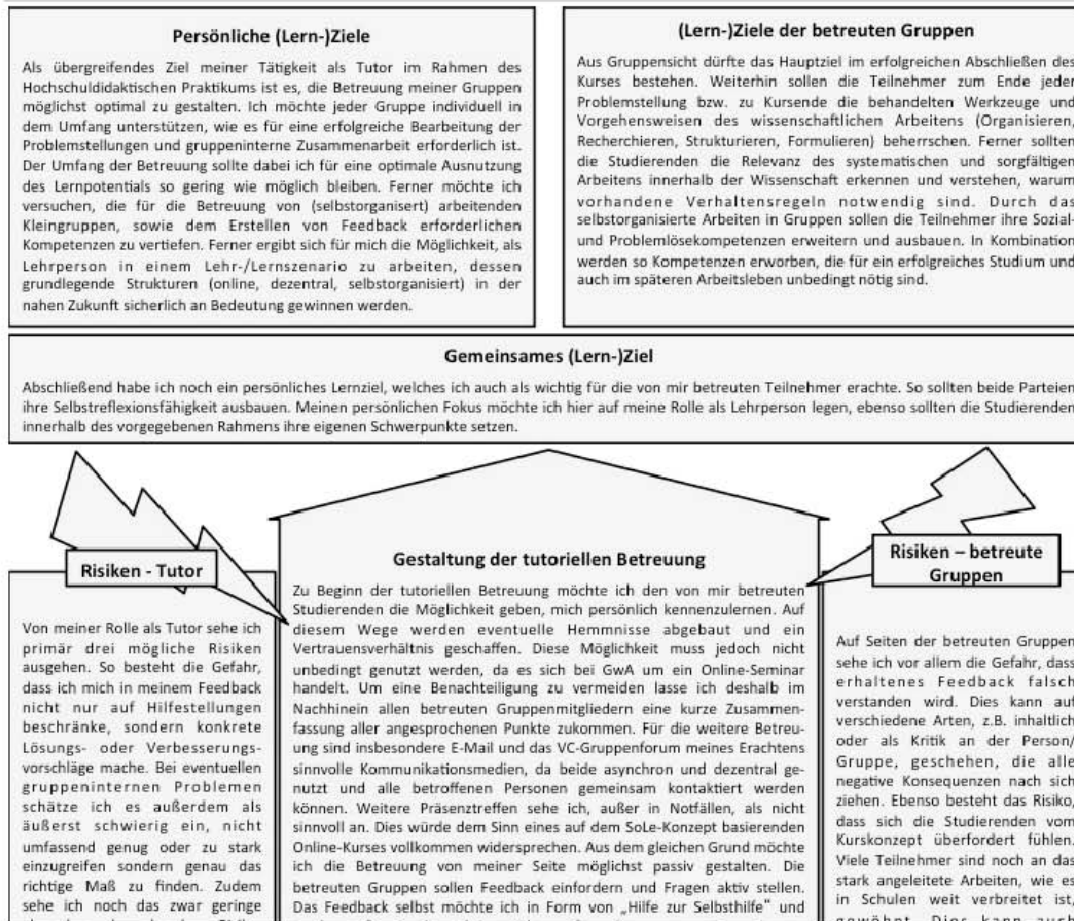 Persönliche (Lern-)Ziele
Als übergreifendes Ziel meiner Tätigkeit als Tutor im Rahmen des
Hochschuldidaktischen Praktikums ist es, die Betreuung meiner Gruppen
möglichst optimal zu gestalten. Ich möchte jeder Gruppe individuell in
dem Umfang unterstützen, wie es für eine erfolgreiche Bearbeitung der
Problemstellungen und gruppeninterne Zusammenarbeit erforderlich ist.
Der Umfang der Betreuung sollte dabei ich für eine optimale Ausnutzung
des Lernpotentials so gering wie möglich bleiben. Ferner möchte ich
versuchen, die für die Betreuung von (selbstorganisert) arbeitenden
Kleingruppen, sowie dem Erstellen von Feedback erforderlichen
Kompetenzen zu vertiefen. Ferner ergibt sich für mich die Möglichkeit, als
Lehrperson in einem Lehr-/Lernszenario zu arbeiten, dessen
grundlegende Strukturen (online, dezentral, selbstorganisiert) in der
nahen Zukunft sicherlich an Bedeutung gewinnen werden.
(Lern-)Ziele der betreuten Gruppen
Aus Gruppensicht dürfte das Hauptziel im erfolgreichen Abschließen des
Kurses bestehen. Weiterhin sollen die Teilnehmer zum Ende jeder
Problemstellung bzw. zu Kursende die behandelten Werkzeuge und
Vorgehensweisen des wissenschaftlichen Arbeitens (Organisieren,
Recherchieren, Strukturieren, Formulieren) beherrschen. Ferner sollten
die Studierenden die Relevanz des systematischen und sorgfältigen
Arbeitens innerhalb der Wissenschaft erkennen und verstehen, warum
vorhandene Verhaltensregeln notwendig sind. Durch das
selbstorganisierte Arbeiten in Gruppen sollen die Teilnehmer ihre Sozial-
und Problemlösekompetenzen erweitern und ausbauen. In Kombination
werden so Kompetenzen erworben, die für ein erfolgreiches Studium und
auch im späteren Arbeitsleben unbedingt nötig sind.
Gemeinsames (Lern-)Ziel
Abschließend habe ich noch ein persönliches Lernziel, welches ich auch als wichtig für die von mir betreuten Teilnehmer erachte. So sollten beide Parteien
ihre Selbstreflexionsfähigkeit ausbauen. Meinen persönlichen Fokus möchte ich hier auf meine Rolle als Lehrperson legen, ebenso sollten die Studierenden
innerhalb des vorgegebenen Rahmens ihre eigenen Schwerpunkte setzen.
Risiken - Tutor
Von meiner Rolle als Tutor sehe ich
primär drei mögliche Risiken
ausgehen. So besteht die Gefahr,
dass ich mich in meinem Feedback
nicht nur auf Hilfestellungen
beschränke, sondern konkrete
Lösungs- oder Verbesserungs-
vorschläge mache. Bei eventuellen
gruppeninternen Problemen
schätze ich es außerdem als
äußerst schwierig ein, nicht
umfassend genug oder zu stark
einzugreifen sondern genau das
richtige Maß zu finden. Zudem
sehe ich noch das zwar geringe
Gestaltung der tutoriellen Betreuung
Zu Beginn der tutoriellen Betreuung möchte ich den von mir betreuten
Studierenden die Möglichkeit geben, mich persönlich kennenzulernen. Auf
diesem Wege werden eventuelle Hemmnisse abgebaut und ein
Vertrauensverhältnis geschaffen. Diese Möglichkeit muss jedoch nicht
unbedingt genutzt werden, da es sich bei GwA um ein Online-Seminar
handelt. Um eine Benachteiligung zu vermeiden lasse ich deshalb im
Nachhinein allen betreuten Gruppenmitgliedern eine kurze Zusammen-
fassung aller angesprochenen Punkte zukommen. Für die weitere Betreu-
ung sind insbesondere E-Mail und das VC-Gruppenforum meines Erachtens
sinnvolle Kommunikationsmedien, da beide asynchron und dezentral ge-
nutzt und alle betroffenen Personen gemeinsam kontaktiert werden
können. Weitere Präsenztreffen sehe ich, außer in Notfällen, als nicht
sinnvoll an. Dies würde dem Sinn eines auf dem SoLe-Konzept basierenden
Online-Kurses vollkommen widersprechen. Aus dem gleichen Grund möchte
ich die Betreuung von meiner Seite möglichst passiv gestalten. Die
betreuten Gruppen sollen Feedback einfordern und Fragen aktiv stellen.
Das Feedback selbst möchte ich in Form von „Hilfe zur Selbsthilfe" und
Risiken – betreute
Gruppen
Auf Seiten der betreuten Gruppen
sehe ich vor allem die Gefahr, dass
erhaltenes Feedback falsch
verstanden wird. Dies kann auf
verschiedene Arten, z.B. inhaltlich
oder als Kritik an der Person/
Gruppe, geschehen, die alle
negative Konsequenzen nach sich
ziehen. Ebenso besteht das Risiko,
dass sich die Studierenden vom
Kurskonzept überfordert fühlen.
Viele Teilnehmer sind noch an das
stark angeleitete Arbeiten, wie es
in Schulen weit verbreitet ist,
gewöhnt. Dies kann auch